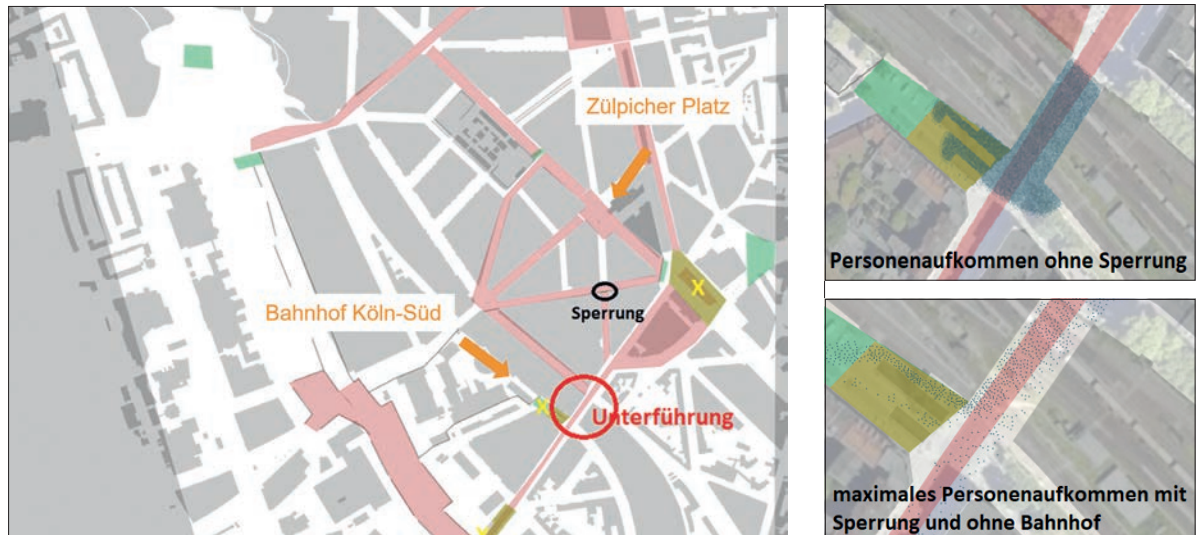 Zülpicher Platz
X
Bahnhof Köln-Süd
Sperrung
X
Unterführung
X
Personenaufkommen ohne Sperrung
maximales Personenaufkommen mit
Sperrung und ohne Bahnhof